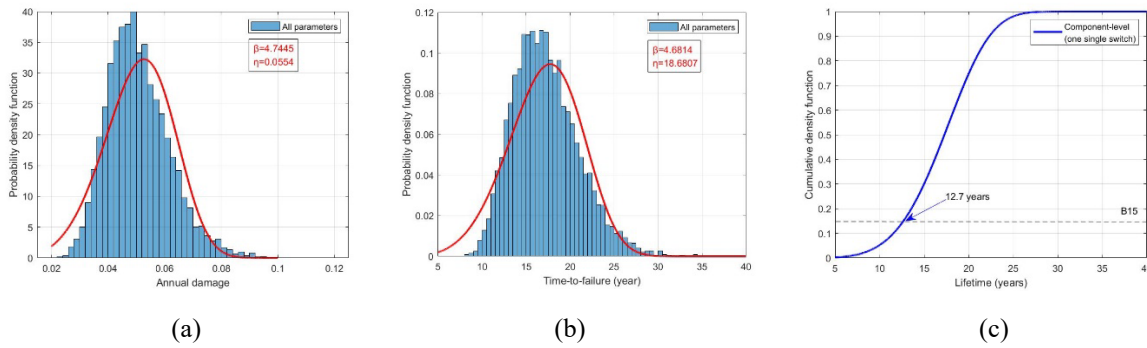 All parameters
β=4.7445
η=0.0554
Probability density function
40
35
30
25
20
15
10
5
0
0.02
0.04
0.06
0.08
0.1
0.12
Annual damage
(a)
All parameters
β=4.6814
η=18.6807
Probability density function
0.12
0.1
0.08
0.06
0.04
0.02
0
5
10
15
20
25
30
35
40
Time-to-failure (year)
(b)
Component-level
(one single switch)
Cumulative density function
1
0.9
0.8
0.7
0.6
0.5
0.4
0.3
0.2
0.1
0
12.7 years
B15
5
10
15
20
25
30
35
40
Lifetime (years)
(c)